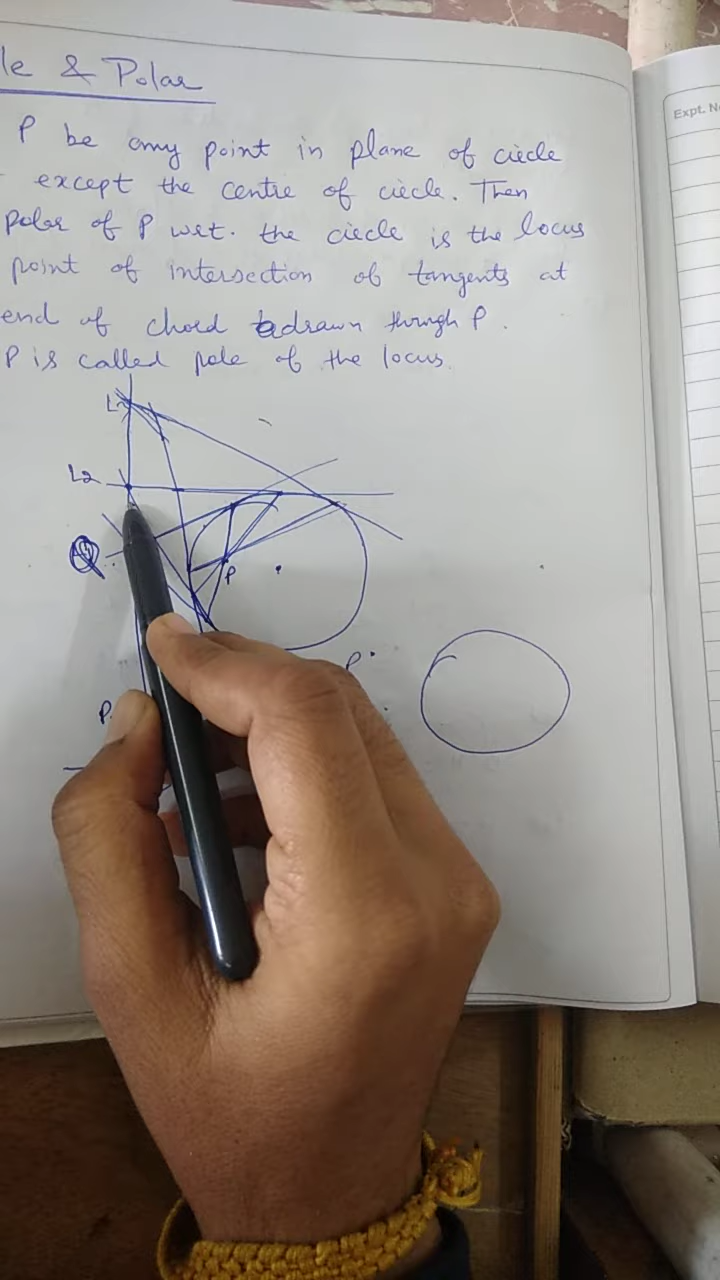 le & Polar
Expt. N
P be any point in plane of circle
except the centre of circle. Then
polar of P wrt. the circle is the locus
point of intersection of tangents at
end of chord drawn through P.
P is called pole of the locus.
L1
L2
Q
P
P
P